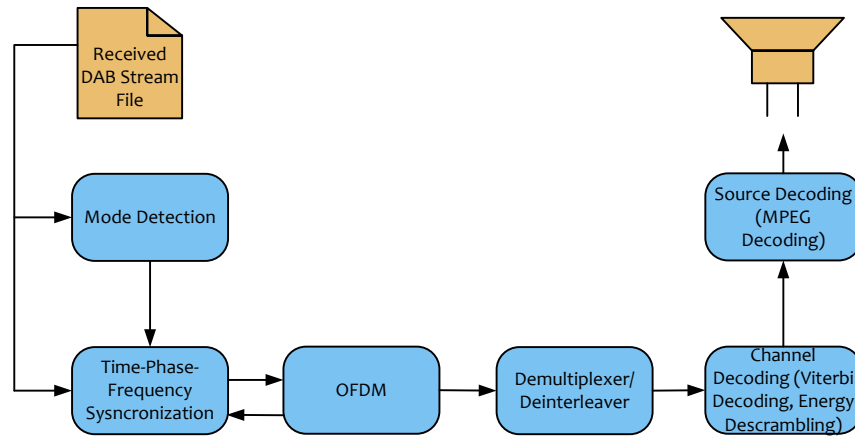 Received
DAB Stream
File
Mode Detection
Time-Phase-
Frequency
Sysncronization
OFDM
Demultiplexer/
Deinterleaver
Channel
Decoding (Viterbi
Decoding, Energy
Descrambling)
Source Decoding
(MPEG
Decoding)